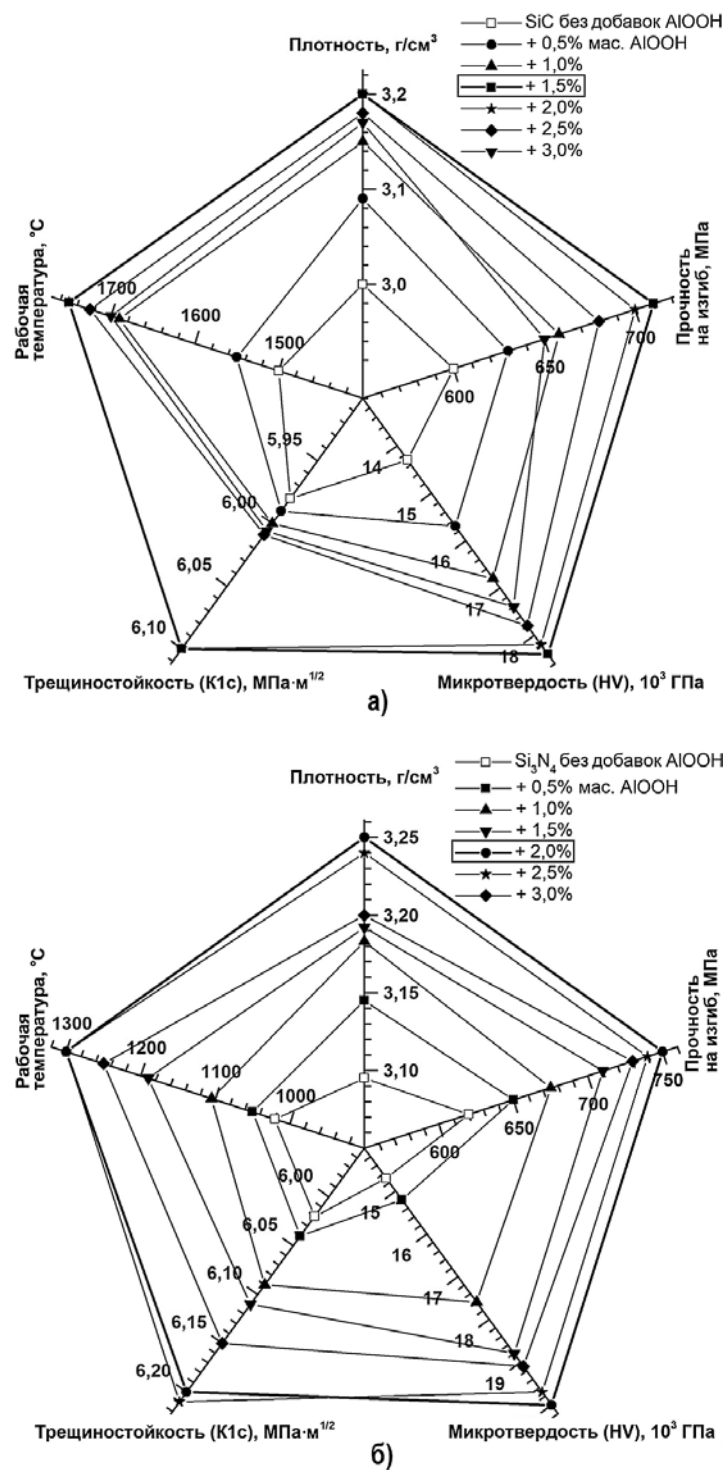 Плотность, г/см³
SiC без добавок AlOOH
+ 0,5% мас. AlOOH
+ 1,0%
+ 1,5%
+ 2,0%
+ 2,5%
+ 3,0%
3,2
3,1
3,0
Прочность
на изгиб, МПа
700
650
600
Рабочая
температура, °С
1700
1600
1500
5,95
6,00
6,05
6,10
14
15
16
17
18
Трещиностойкость (К1с), МПа·м^1/2
Микротвердость (HV), 10³ ГПа
а)
Плотность, г/см³
Si₃N₄ без добавок AlOOH
+ 0,5% мас. AlOOH
+ 1,0%
+ 1,5%
+ 2,0%
+ 2,5%
+ 3,0%
3,25
3,20
3,15
3,10
Прочность
на изгиб, МПа
750
700
650
600
Рабочая
температура, °С
1300
1200
1100
1000
6,00
6,05
6,10
6,15
6,20
15
16
17
18
19
Трещиностойкость (К1с), МПа·м^1/2
Микротвердость (HV), 10³ ГПа
б)